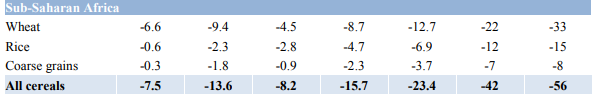 Sub-Saharan Africa
Wheat -6.6 -9.4 -4.5 -8.7 -12.7 -22 -33
Rice -0.6 -2.3 -2.8 -4.7 -6.9 -12 -15
Coarse grains -0.3 -1.8 -0.9 -2.3 -3.7 -7 -8
All cereals -7.5 -13.6 -8.2 -15.7 -23.4 -42 -56